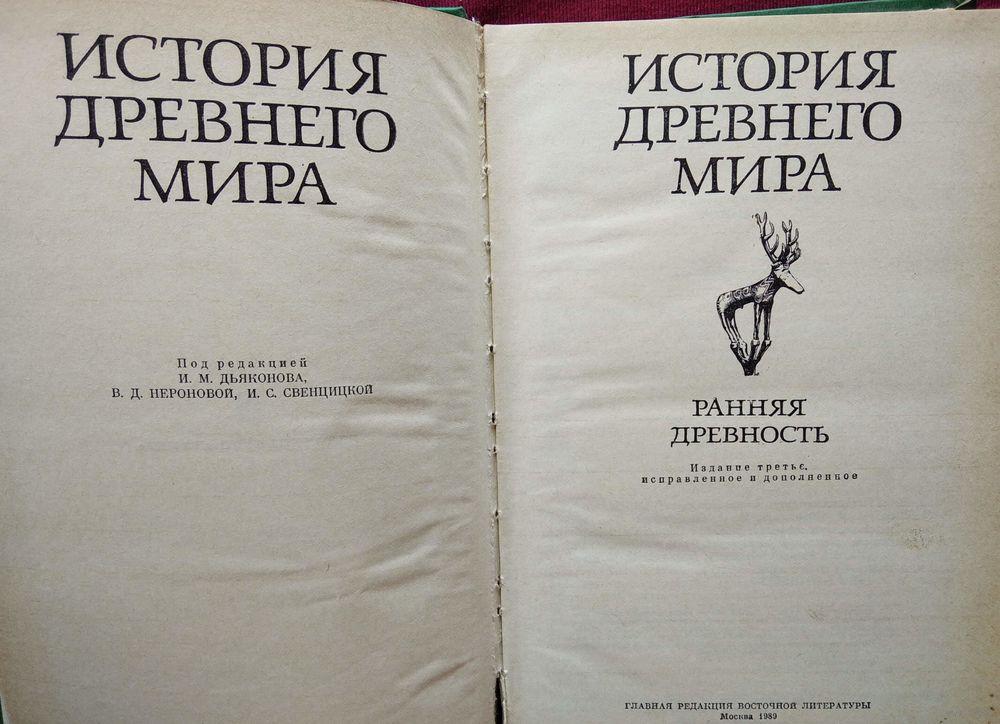 ИСТОРИЯ
ДРЕВНЕГО
МИРА
Под редакцией
И. М. ДЬЯКОНОВА,
В. Д. НЕРОНОВОЙ, И. С. СВЕНЦИЦКОЙ
ИСТОРИЯ
ДРЕВНЕГО
МИРА
РАННЯЯ
ДРЕВНОСТЬ
Издание третье,
исправленное и дополненное
ГЛАВНАЯ РЕДАКЦИЯ ВОСТОЧНОЙ ЛИТЕРАТУРЫ
Москва 1989